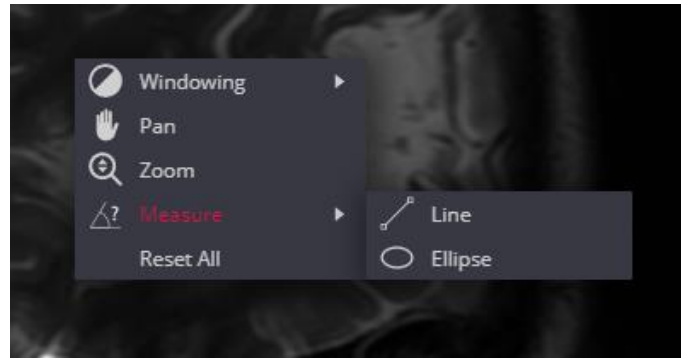 Windowing
Pan
Zoom
Measure
Line
Reset All
Ellipse